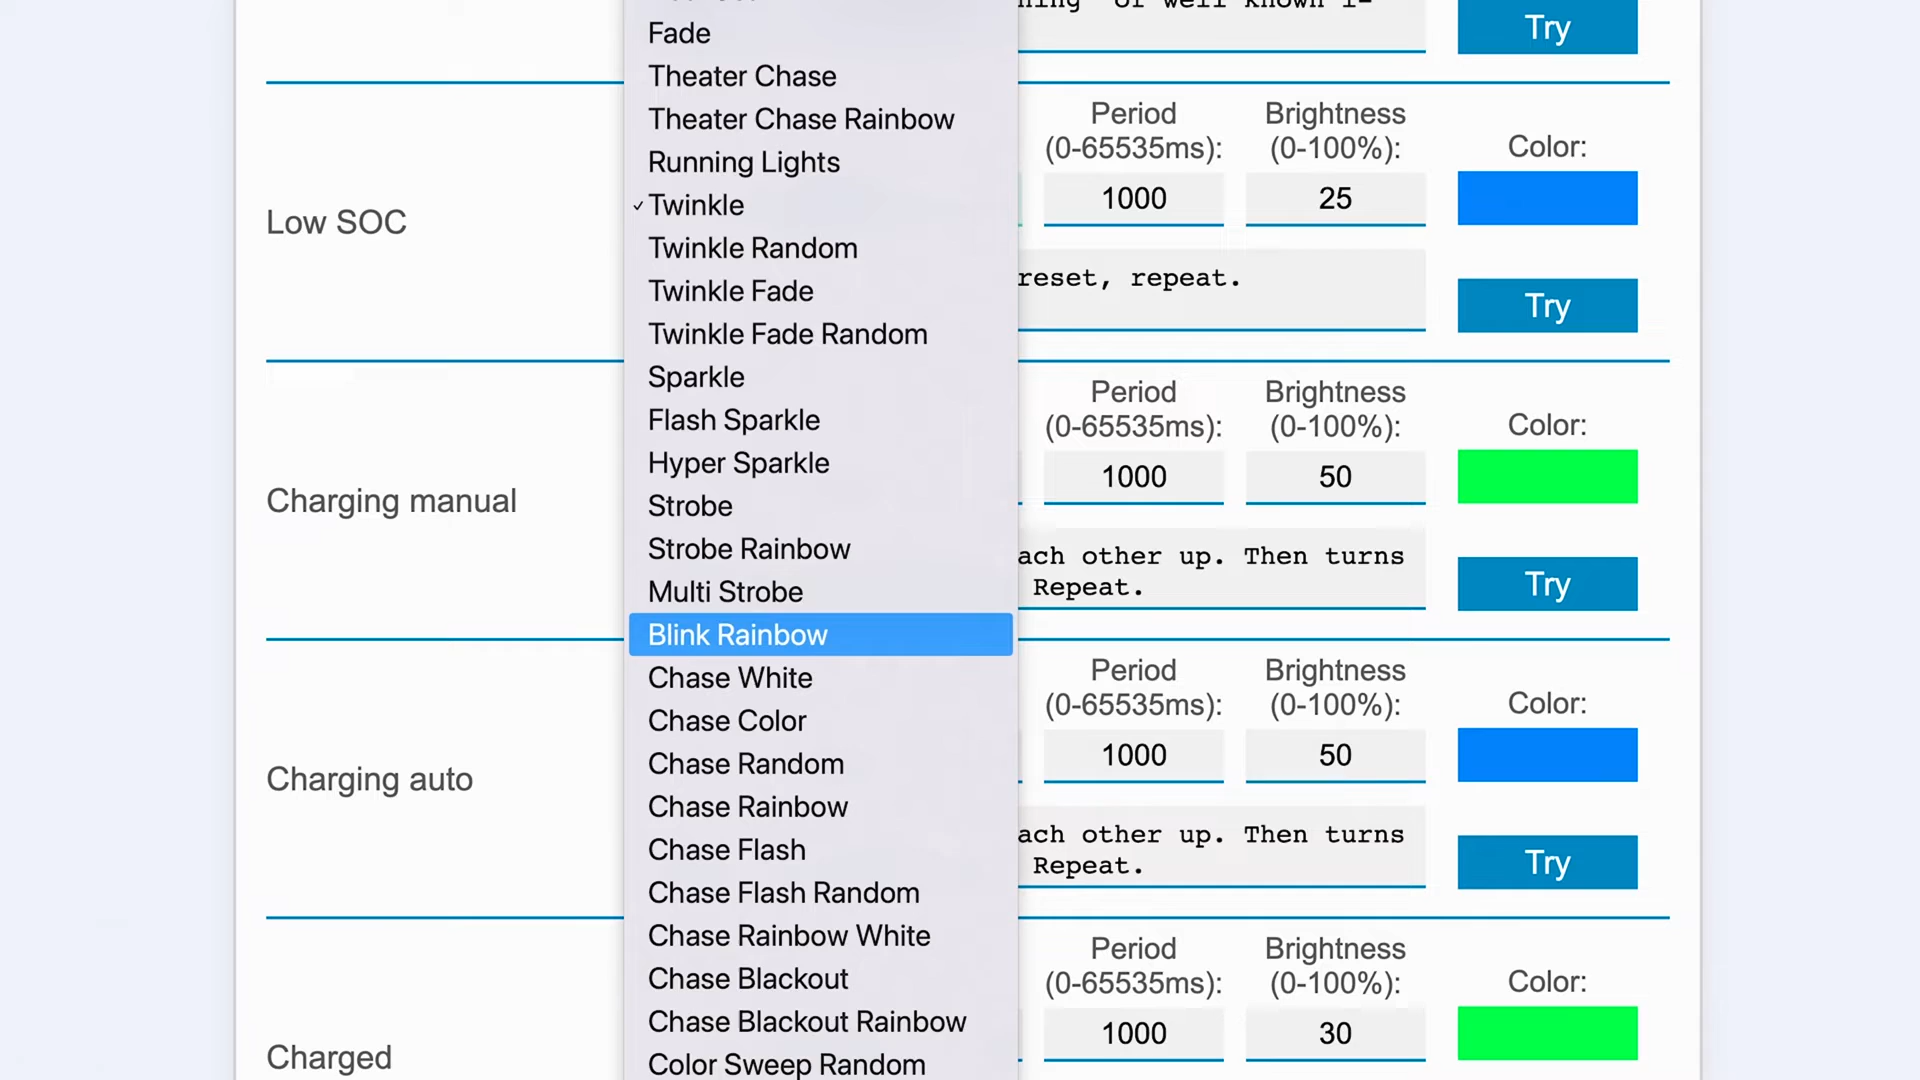 ning" of well known i-
Try
Fade
Theater Chase
Theater Chase Rainbow
Running Lights
✓ Twinkle
Twinkle Random
Twinkle Fade
Twinkle Fade Random
Sparkle
Flash Sparkle
Hyper Sparkle
Strobe
Strobe Rainbow
Multi Strobe
Blink Rainbow
Chase White
Chase Color
Chase Random
Chase Rainbow
Chase Flash
Chase Flash Random
Chase Rainbow White
Chase Blackout
Chase Blackout Rainbow
Color Sweep Random
Low SOC
Period
(0-65535ms):
Brightness
(0-100%):
Color:
1000
25
reset, repeat.
Try
Charging manual
Period
(0-65535ms):
Brightness
(0-100%):
Color:
1000
50
ach other up. Then turns
Repeat.
Try
Charging auto
Period
(0-65535ms):
Brightness
(0-100%):
Color:
1000
50
ach other up. Then turns
Repeat.
Try
Charged
Period
(0-65535ms):
Brightness
(0-100%):
Color:
1000
30